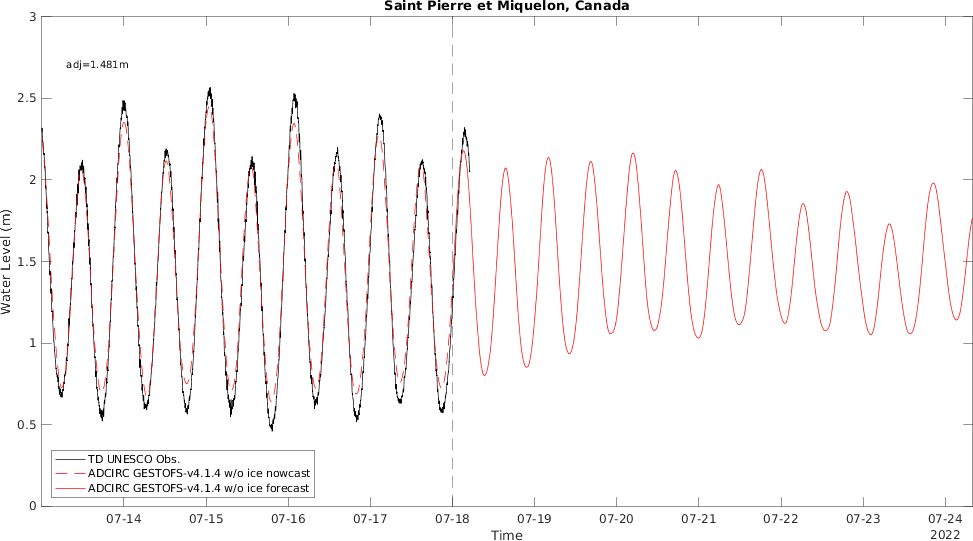 Saint Pierre et Miquelon, Canada
3
adj=1.481m
2.5
2
1.5
1
0.5
0
Water Level (m)
TD UNESCO Obs.
ADCIRC GESTOFS-v4.1.4 w/o ice nowcast
ADCIRC GESTOFS-v4.1.4 w/o ice forecast
07-14 07-15 07-16 07-17 07-18 07-19 07-20 07-21 07-22 07-23 07-24
Time
2022